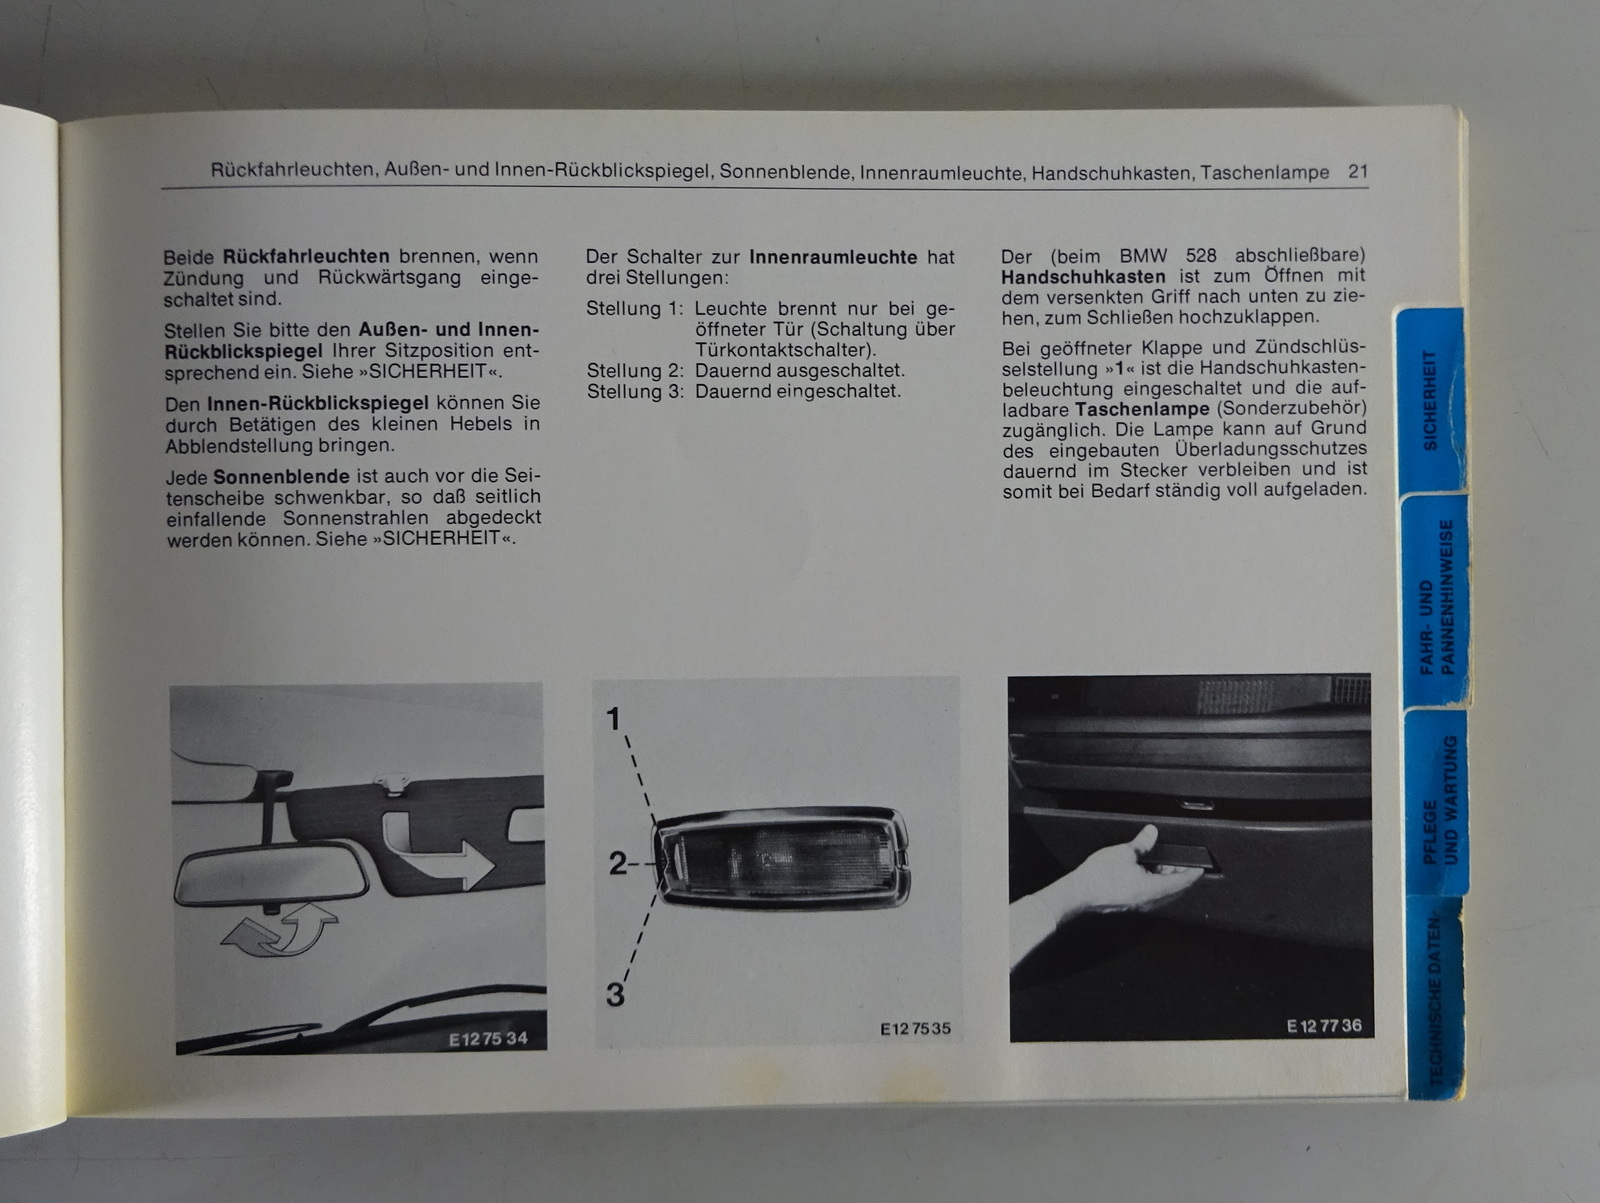 Rückfahrleuchten, Außen- und Innen-Rückblickspiegel, Sonnenblende, Innenraumleuchte, Handschuhkasten, Taschenlampe 21
Beide Rückfahrleuchten brennen, wenn
Zündung und Rückwärtsgang einge-
schaltet sind.
Stellen Sie bitte den Außen- und Innen-
Rückblickspiegel Ihrer Sitzposition ent-
sprechend ein. Siehe »SICHERHEIT«.
Den Innen-Rückblickspiegel können Sie
durch Betätigen des kleinen Hebels in
Abblendstellung bringen.
Jede Sonnenblende ist auch vor die Sei-
tenscheibe schwenkbar, so daß seitlich
einfallende Sonnenstrahlen abgedeckt
werden können. Siehe »SICHERHEIT«.
Der Schalter zur Innenraumleuchte hat
drei Stellungen:
Stellung 1: Leuchte brennt nur bei ge-
öffneter Tür (Schaltung über
Türkontaktschalter).
Stellung 2: Dauernd ausgeschaltet.
Stellung 3: Dauernd eingeschaltet.
Der (beim BMW 528 abschließbare)
Handschuhkasten ist zum Öffnen mit
dem versenkten Griff nach unten zu zie-
hen, zum Schließen hochzuklappen.
Bei geöffneter Klappe und Zündschlüs-
selstellung »1« ist die Handschuhkasten-
beleuchtung eingeschaltet und die auf-
ladbare Taschenlampe (Sonderzubehör)
zugänglich. Die Lampe kann auf Grund
des eingebauten Überladungsschutzes
dauernd im Stecker verbleiben und ist
somit bei Bedarf ständig voll aufgeladen.
E12 75 34
1
2
3
E12 75 35
E12 77 36
SICHERHEIT
FAHR- UND
PANNENHINWEISE
PFLEGE
UND WARTUNG
TECHNISCHE DATEN